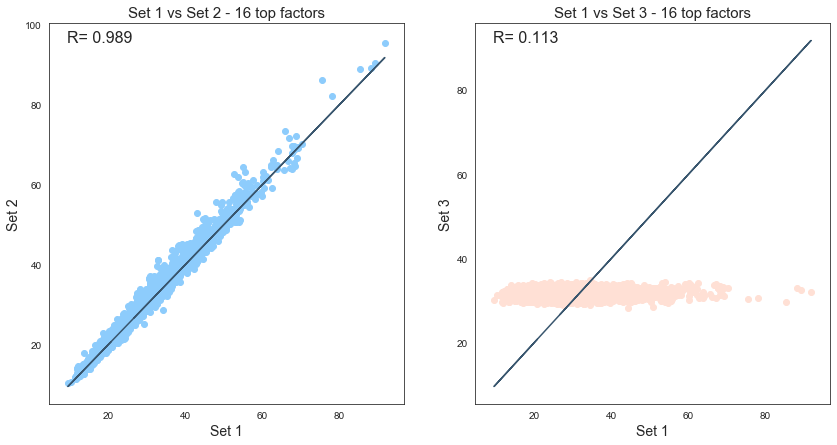 Set 1 vs Set 2 - 16 top factors
R= 0.989
100
80
60
40
20
Set 2
20
40
60
80
Set 1
Set 1 vs Set 3 - 16 top factors
R= 0.113
80
60
40
20
Set 3
20
40
60
80
Set 1